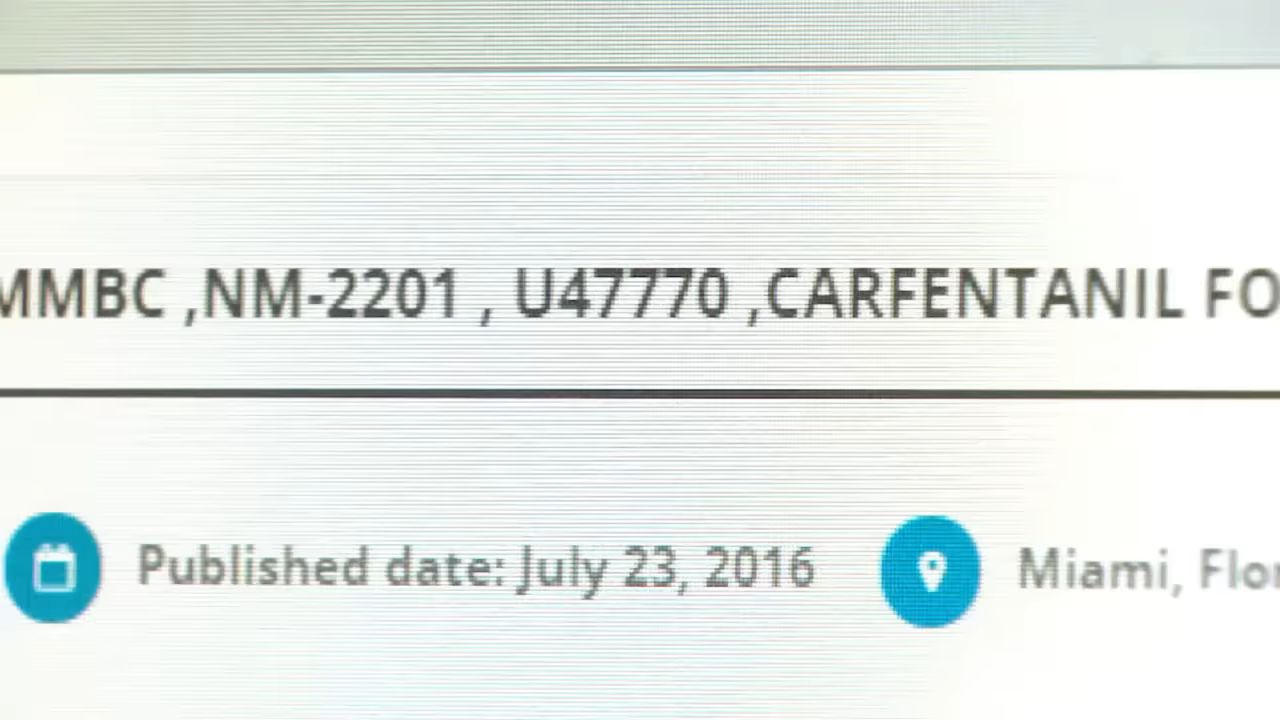 MMBC ,NM-2201 , U47770 ,CARFENTANIL FO
Published date: July 23, 2016
Miami, Flor